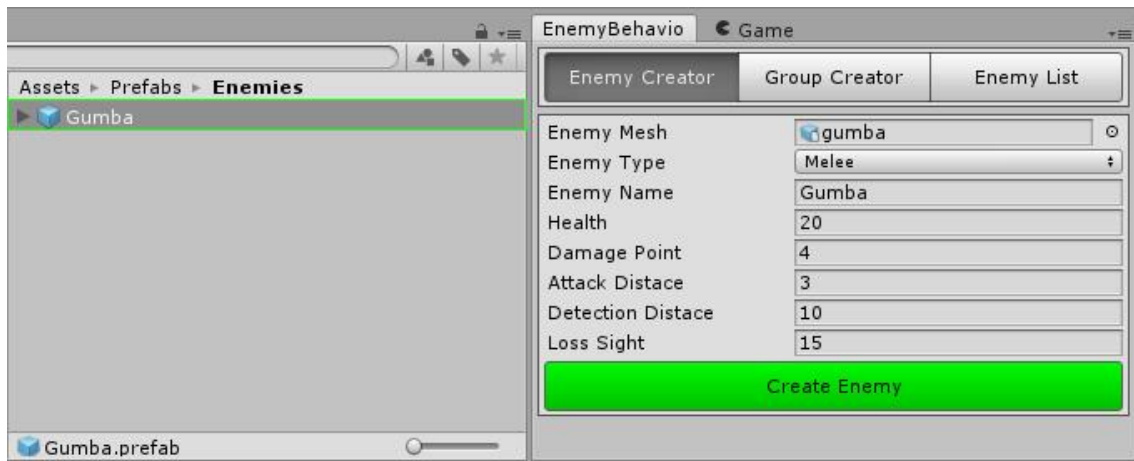 EnemyBehavio
Game
Assets ▸ Prefabs ▸ Enemies
Gumba
Gumba.prefab
Enemy Creator
Group Creator
Enemy List
Enemy Mesh gumba
Enemy Type Melee
Enemy Name Gumba
Health 20
Damage Point 4
Attack Distace 3
Detection Distace 10
Loss Sight 15
Create Enemy